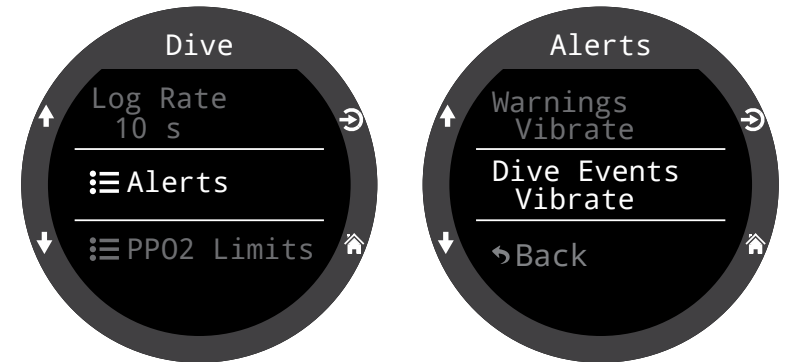 Dive
Log Rate
10 s
Alerts
PPO2 Limits
Alerts
Warnings
Vibrate
Dive Events
Vibrate
Back